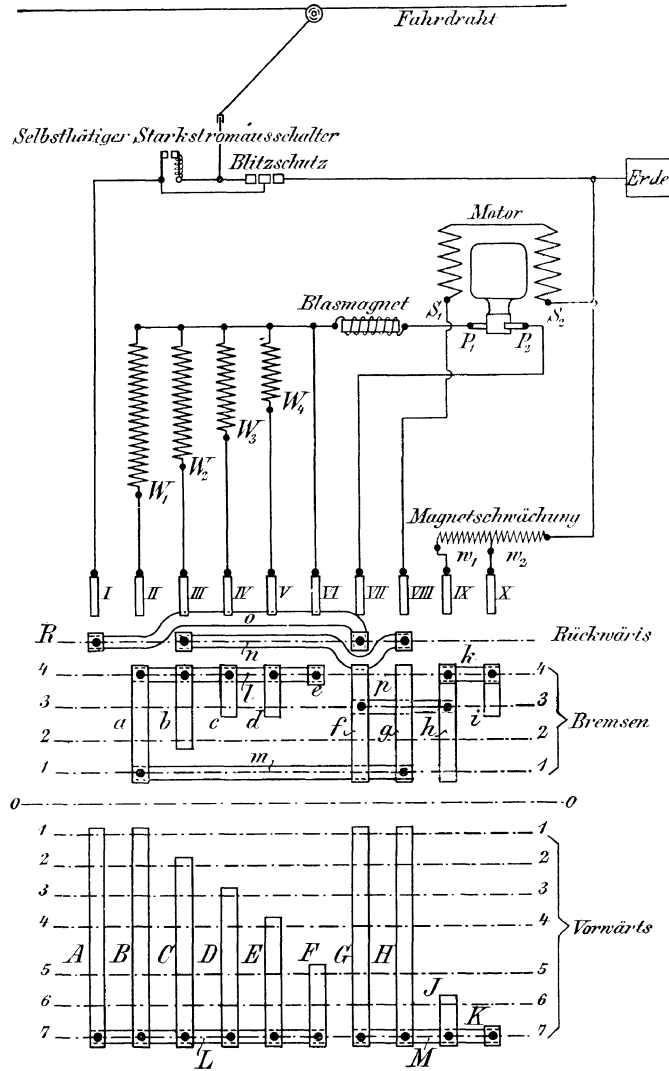 Fahrdraht
Selbstthätiger Starkstromausschalter
Blitzschutz
Erde
Motor
Blasmagnet
S₁ S₂
P₁ P₂
W₁ W₂ W₃ W₄
Magnetschwächung
w₁ w₂
I II III IV V VI VII VIII IX X
R o Rückwärts
n
4 l e p k 4
3 a b c d f g h i 3
Bremsen
2 2
1 m 1
0 0
1 1
2 2
3 3
4 4
A B C D E F G H Vorwärts
5 5
6 J 6
7 K 7
L M